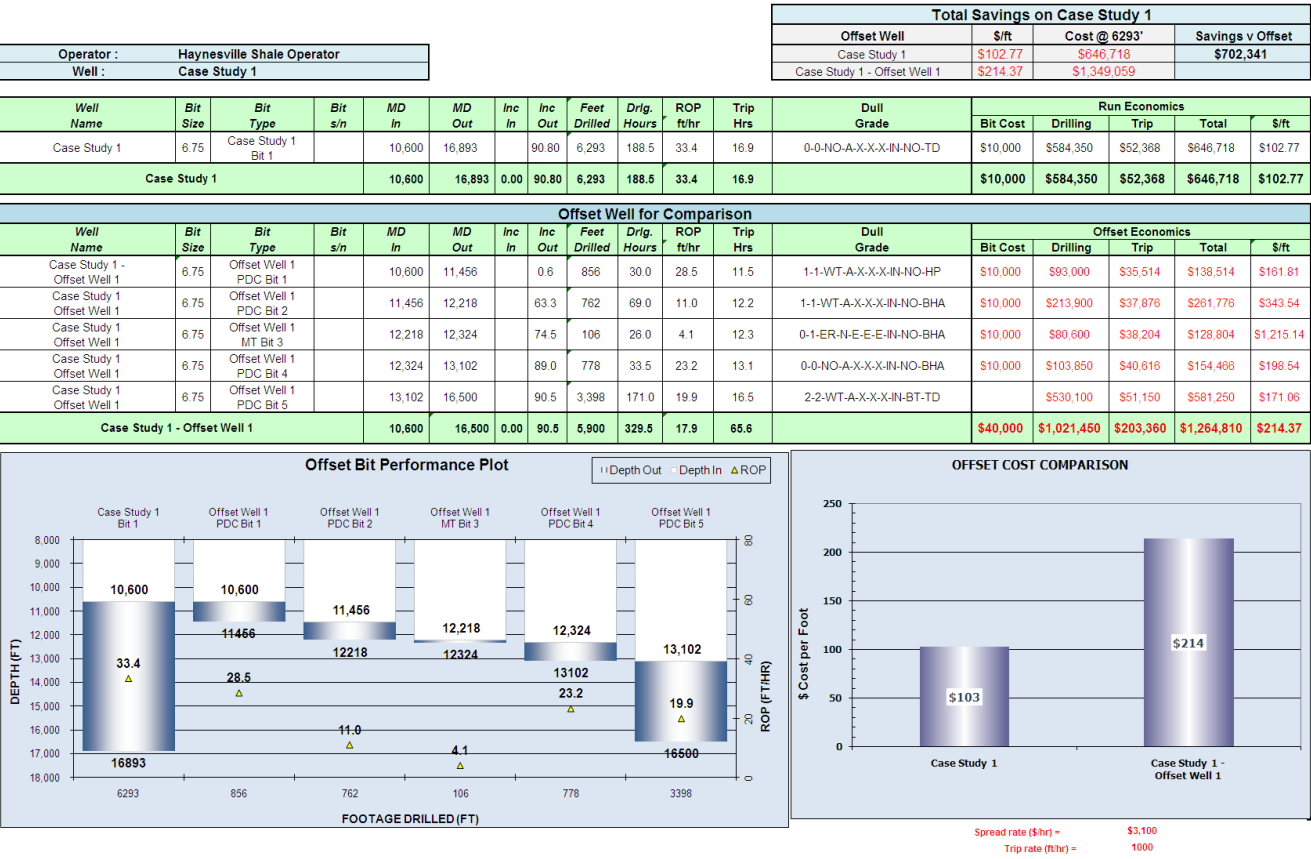 Total Savings on Case Study 1
Offset Well $/ft Cost @ 6293' Savings v Offset
Case Study 1 $102.77 $646,718 $702,341
Case Study 1 - Offset Well 1 $214.37 $1,349,059
Operator : Haynesville Shale Operator
Well : Case Study 1
Well Bit Bit Bit MD MD Inc Inc Feet Drlg. ROP Trip Dull Run Economics
Name Size Type s/n In Out In Out Drilled Hours ft/hr Hrs Grade Bit Cost Drilling Trip Total $/ft
Case Study 1 6.75 Case Study 1 10,600 16,893 90.80 6,293 188.5 33.4 16.9 0-0-NO-A-X-X-X-IN-NO-TD $10,000 $584,350 $52,368 $646,718 $102.77
Bit 1
Case Study 1 10,600 16,893 0.00 90.80 6,293 188.5 33.4 16.9 $10,000 $584,350 $52,368 $646,718 $102.77
Offset Well for Comparison
Well Bit Bit Bit MD MD Inc Inc Feet Drlg. ROP Trip Dull Offset Economics
Name Size Type s/n In Out In Out Drilled Hours ft/hr Hrs Grade Bit Cost Drilling Trip Total $/ft
Case Study 1 - Offset Well 1
Offset Well 1 6.75 PDC Bit 1 10,600 11,456 0.6 856 30.0 28.5 11.5 1-1-WT-A-X-X-X-IN-NO-HP $10,000 $93,000 $35,514 $138,514 $161.81
Case Study 1 Offset Well 1
Offset Well 1 6.75 PDC Bit 2 11,456 12,218 63.3 762 69.0 11.0 12.2 1-1-WT-A-X-X-X-IN-NO-BHA $10,000 $213,900 $37,876 $261,776 $343.54
Case Study 1 Offset Well 1
Offset Well 1 6.75 MT Bit 3 12,218 12,324 74.5 106 26.0 4.1 12.3 0-1-ER-N-E-E-E-IN-NO-BHA $10,000 $80,600 $38,204 $128,804 $1,215.14
Case Study 1 Offset Well 1
Offset Well 1 6.75 PDC Bit 4 12,324 13,102 89.0 778 33.5 23.2 13.1 0-0-NO-A-X-X-X-IN-NO-BHA $10,000 $103,850 $40,616 $154,466 $198.54
Case Study 1 Offset Well 1
Offset Well 1 6.75 PDC Bit 5 13,102 16,500 90.5 3,398 171.0 19.9 16.5 2-2-WT-A-X-X-X-IN-BT-TD $530,100 $51,150 $581,250 $171.06
Case Study 1 - Offset Well 1 10,600 16,500 0.00 90.5 5,900 329.5 17.9 65.6 $40,000 $1,021,450 $203,360 $1,264,810 $214.37
Offset Bit Performance Plot
Depth Out Depth In ROP
Case Study 1 Offset Well 1 Offset Well 1 Offset Well 1 Offset Well 1 Offset Well 1
Bit 1 PDC Bit 1 PDC Bit 2 MT Bit 3 PDC Bit 4 PDC Bit 5
8,000
9,000
10,000
11,000
12,000
13,000
14,000
15,000
16,000
17,000
18,000
DEPTH (FT)
10,600 10,600 11,456 12,218 12,324 13,102
11456 12218 12324 13102
33.4 28.5 11.0 4.1 23.2 19.9
16893 16500
80
60
40
20
0
ROP (FT/HR)
6293 856 762 106 778 3398
FOOTAGE DRILLED (FT)
OFFSET COST COMPARISON
250
200
150
100
50
0
$ Cost per Foot
$103
$214
Case Study 1 Case Study 1 -
Offset Well 1
Spread rate ($/hr) = $3,100
Trip rate (ft/hr) = 1000